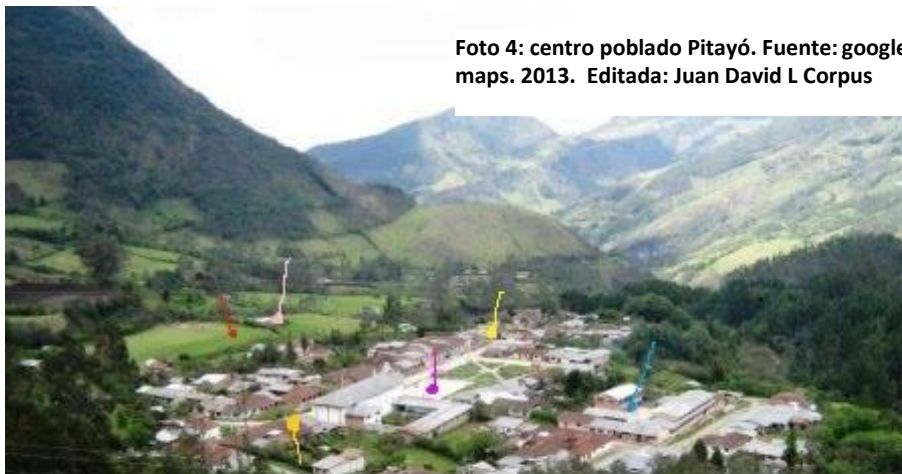 Foto 4: centro poblado Pitayó. Fuente: google
maps. 2013.  Editada: Juan David L Corpus